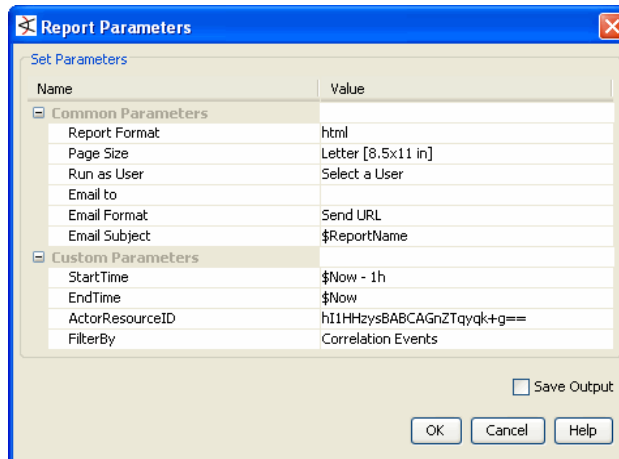 Report Parameters
Set Parameters
Name Value
Common Parameters
Report Format html
Page Size Letter [8.5x11 in]
Run as User Select a User
Email to
Email Format Send URL
Email Subject $ReportName
Custom Parameters
StartTime $Now - 1h
EndTime $Now
ActorResourceID hI1HHzysBABCAGnZTqyqk+g==
FilterBy Correlation Events
Save Output
OK Cancel Help